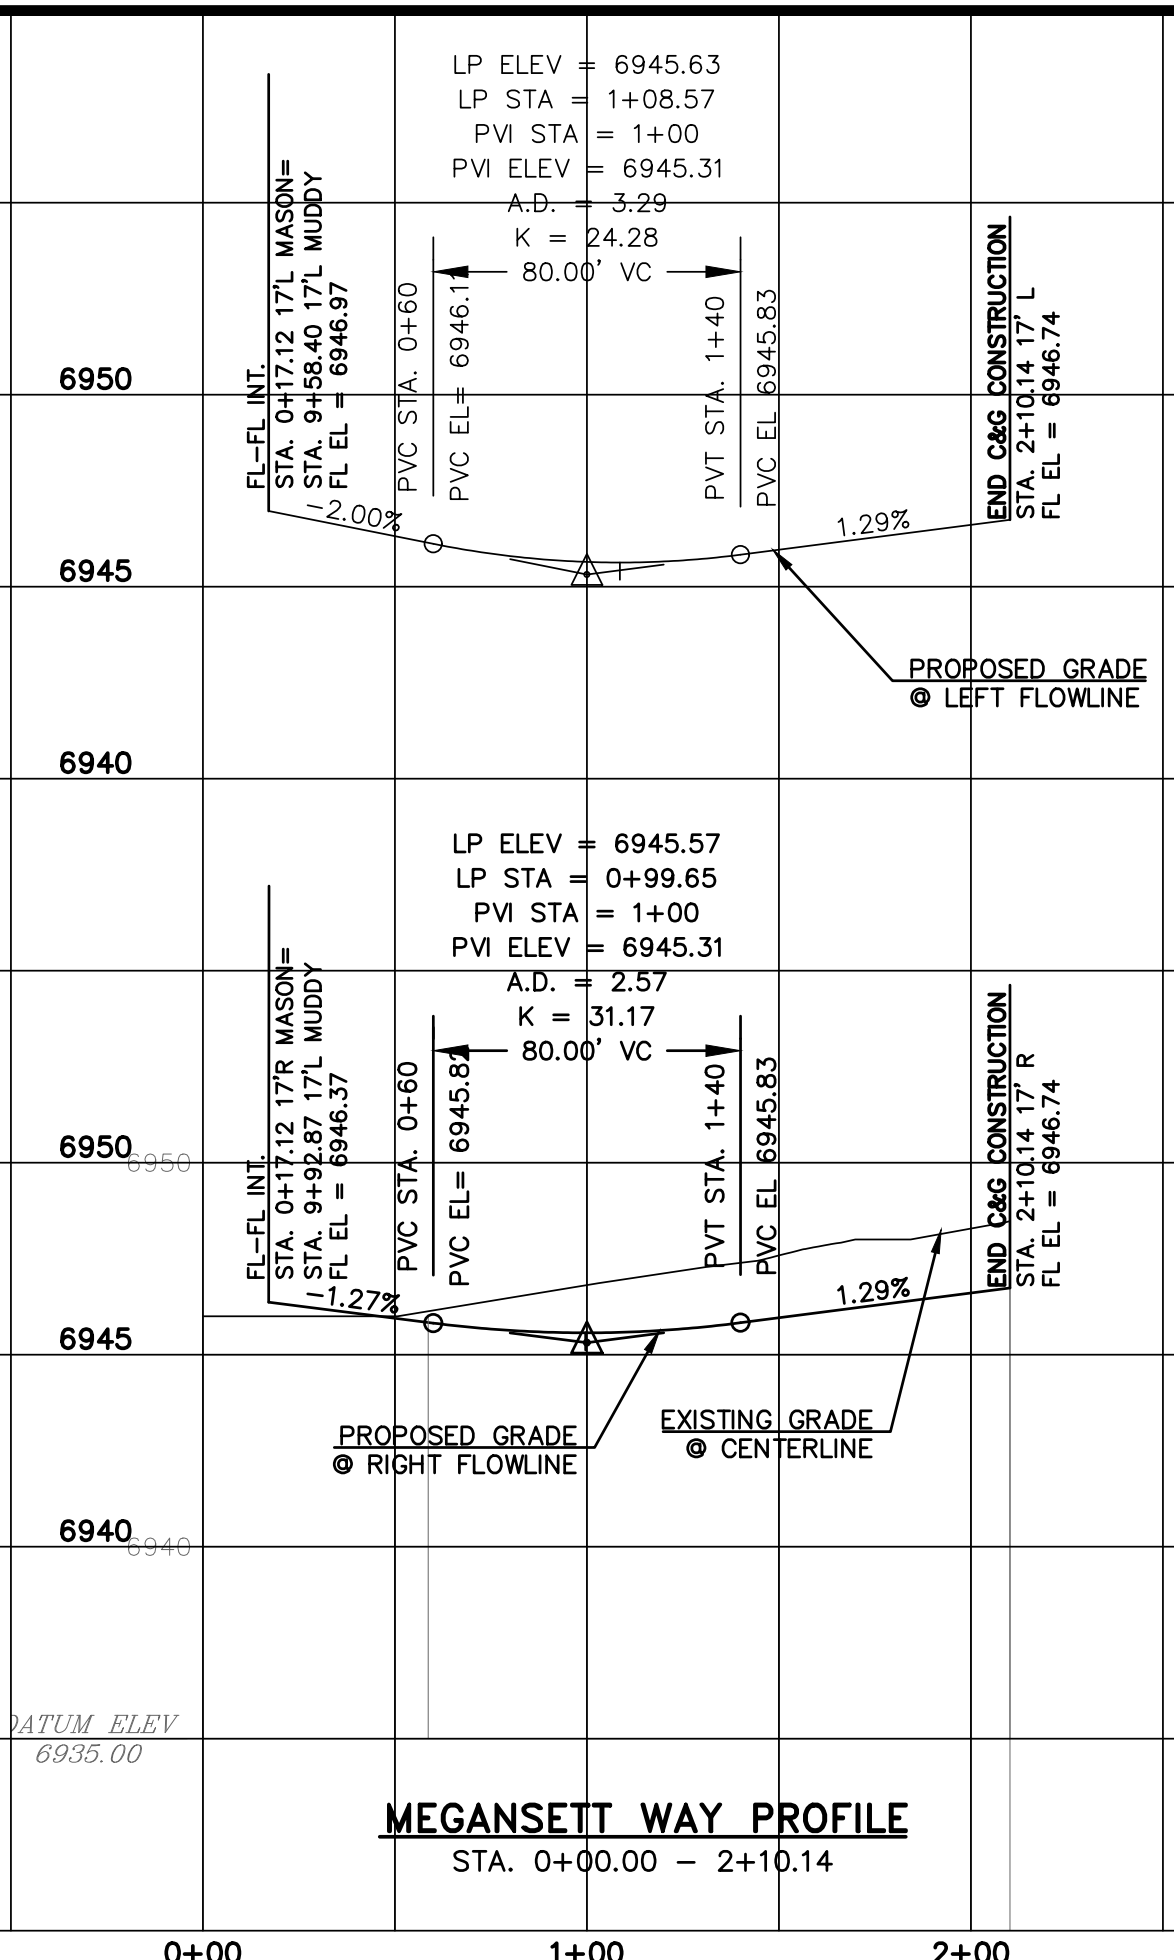 LP ELEV = 6945.63
LP STA = 1+08.57
PVI STA = 1+00
PVI ELEV = 6945.31
A.D. = 3.29
K = 24.28
80.00' VC
FL-FL INT.
STA. 0+17.12 17'L MASON=
STA. 9+58.40 17'L MUDDY
FL EL = 6946.97
PVC STA. 0+60
PVC EL= 6946.11
PVT STA. 1+40
PVC EL 6945.83
END C&G CONSTRUCTION
STA. 2+10.14 17' L
FL EL = 6946.74
6950
-2.00%
1.29%
6945
PROPOSED GRADE
@ LEFT FLOWLINE
6940
LP ELEV = 6945.57
LP STA = 0+99.65
PVI STA = 1+00
PVI ELEV = 6945.31
A.D. = 2.57
K = 31.17
80.00' VC
FL-FL INT.
STA. 0+17.12 17'R MASON=
STA. 9+92.87 17'L MUDDY
FL EL = 6946.37
PVC STA. 0+60
PVC EL= 6945.82
PVT STA. 1+40
PVC EL 6945.83
END C&G CONSTRUCTION
STA. 2+10.14 17' R
FL EL = 6946.74
6950
6950
-1.27%
1.29%
6945
PROPOSED GRADE
@ RIGHT FLOWLINE
EXISTING GRADE
@ CENTERLINE
6940
6940
DATUM ELEV
6935.00
MEGANSETT WAY PROFILE
STA. 0+00.00 - 2+10.14
0+00 1+00 2+00